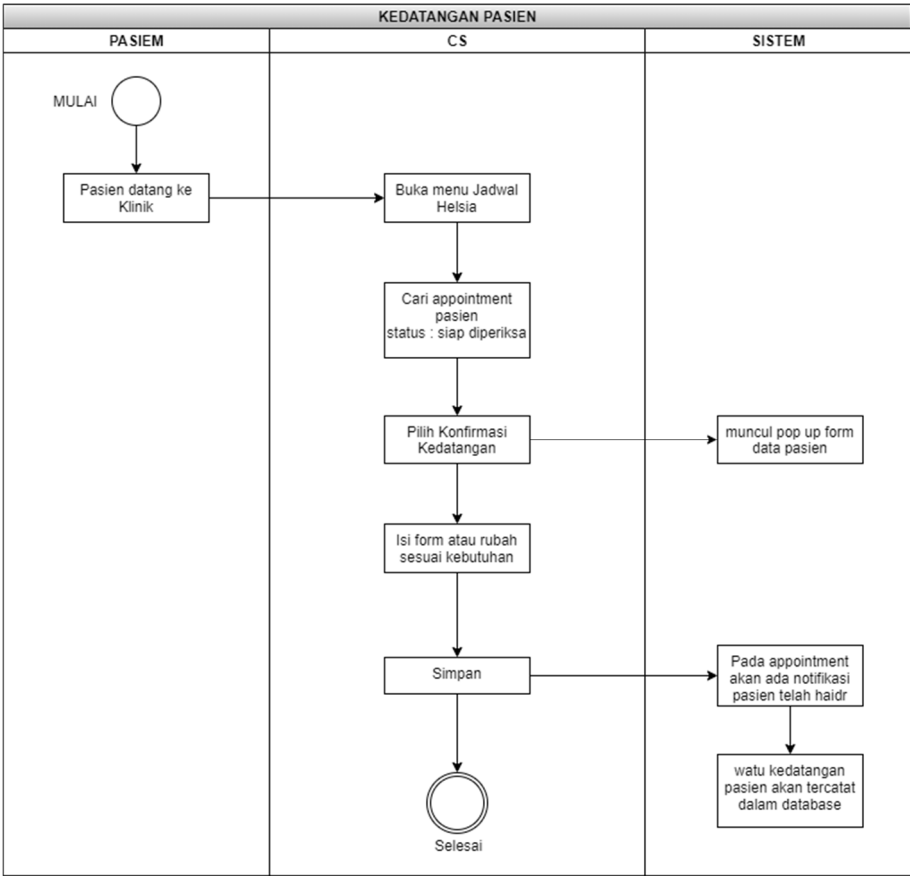 KEDATANGAN PASIEN
PASIEM
CS
SISTEM
MULAI
Pasien datang ke
Klinik
Buka menu Jadwal
Helsia
Cari appointment
pasien
status : siap diperiksa
Pilih Konfirmasi
Kedatangan
muncul pop up form
data pasien
Isi form atau rubah
sesuai kebutuhan
Simpan
Pada appointment
akan ada notifikasi
pasien telah haidr
watu kedatangan
pasien akan tercatat
dalam database
Selesai